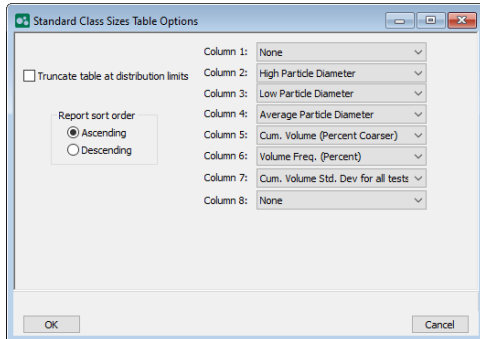 Standard Class Sizes Table Options
Truncate table at distribution limits
Report sort order
Ascending
Descending
Column 1: None
Column 2: High Particle Diameter
Column 3: Low Particle Diameter
Column 4: Average Particle Diameter
Column 5: Cum. Volume (Percent Coarser)
Column 6: Volume Freq. (Percent)
Column 7: Cum. Volume Std. Dev for all tests
Column 8: None
OK
Cancel